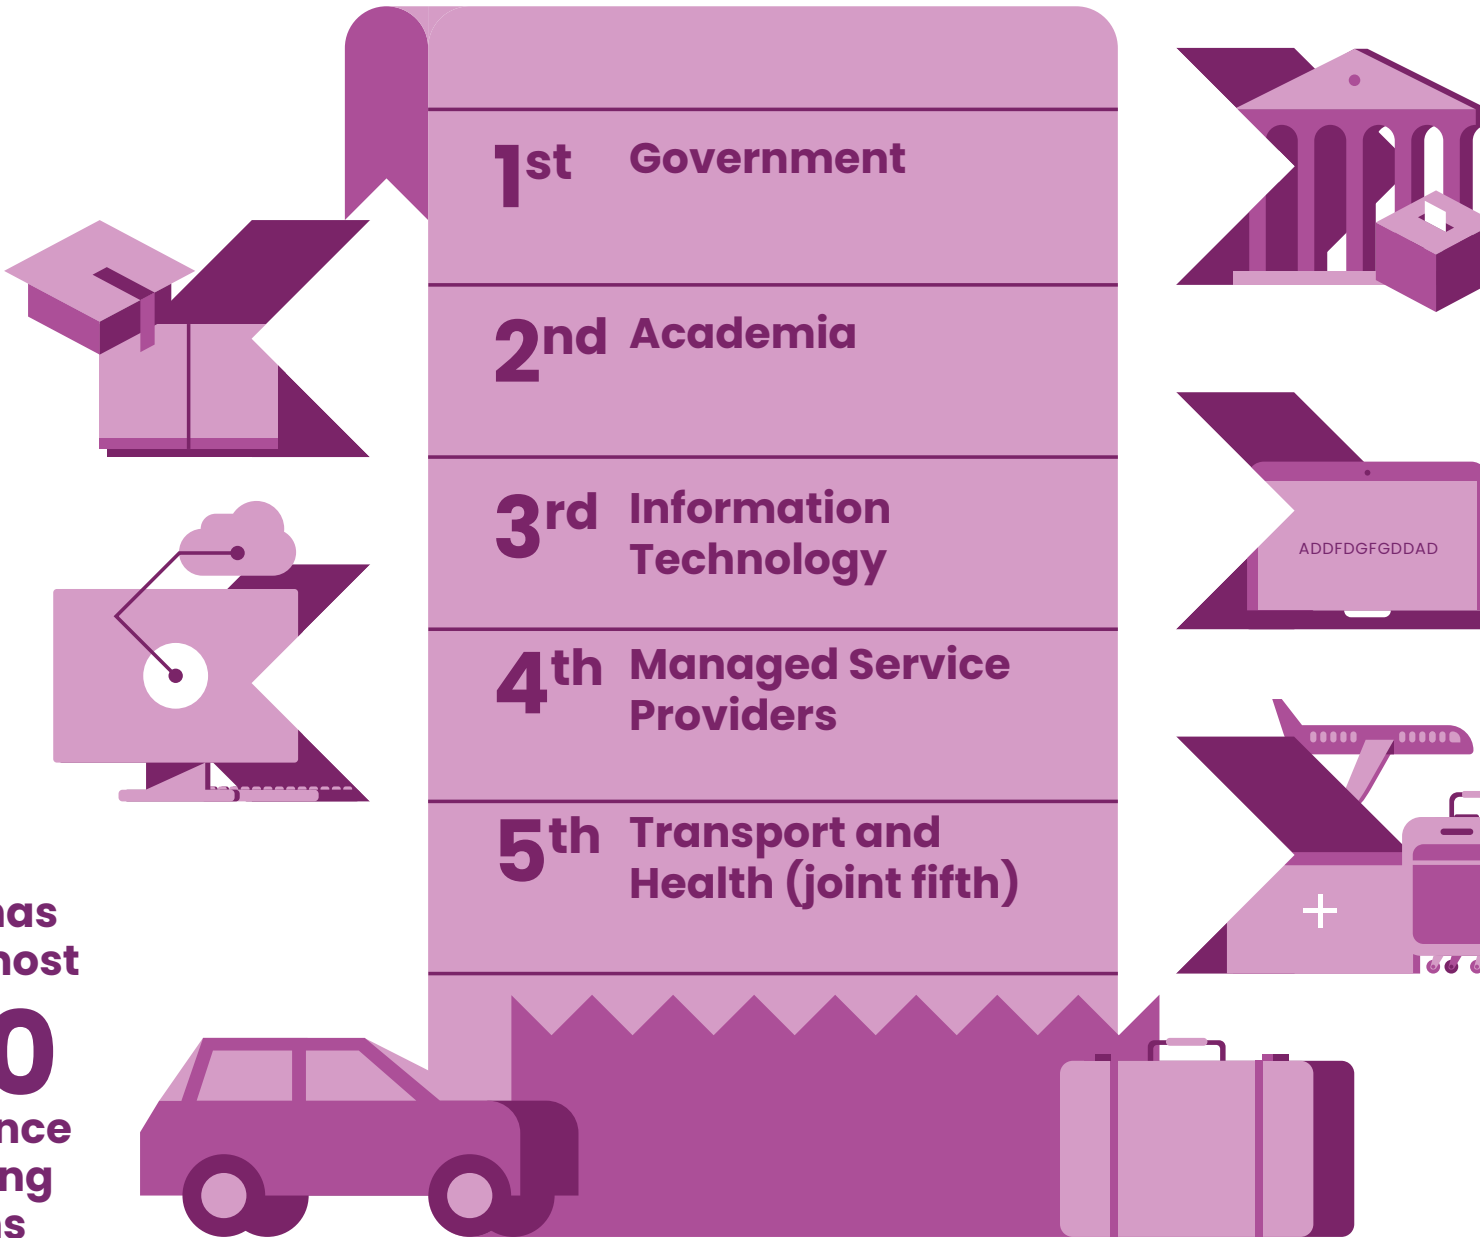 1st Government
2nd Academia
3rd Information
Technology
ADDFDGFGDDAD
4th Managed Service
Providers
5th Transport and
Health (joint fifth)